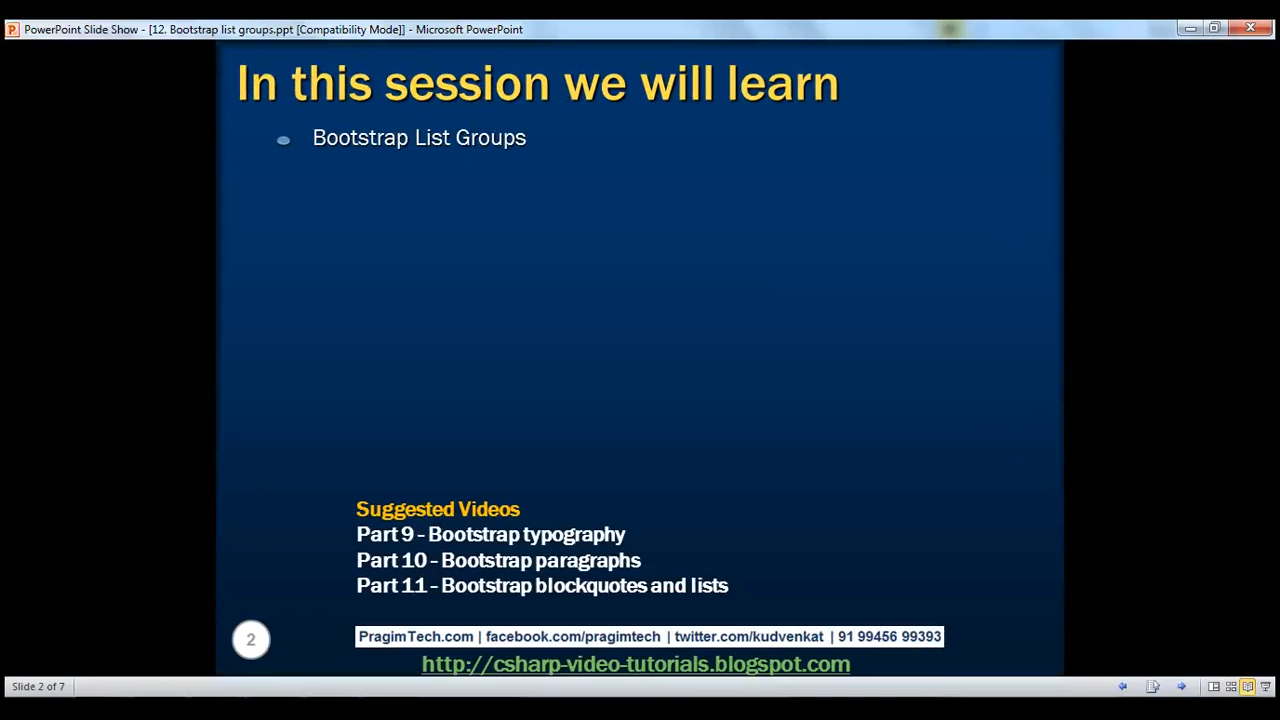 PowerPoint Slide Show - [12. Bootstrap list groups.ppt [Compatibility Mode]] - Microsoft PowerPoint
In this session we will learn
Bootstrap List Groups
Suggested Videos
Part 9 - Bootstrap typography
Part 10 - Bootstrap paragraphs
Part 11 - Bootstrap blockquotes and lists
2
PragimTech.com | facebook.com/pragimtech | twitter.com/kudvenkat | 91 99456 99393
http://csharp-video-tutorials.blogspot.com
Slide 2 of 7